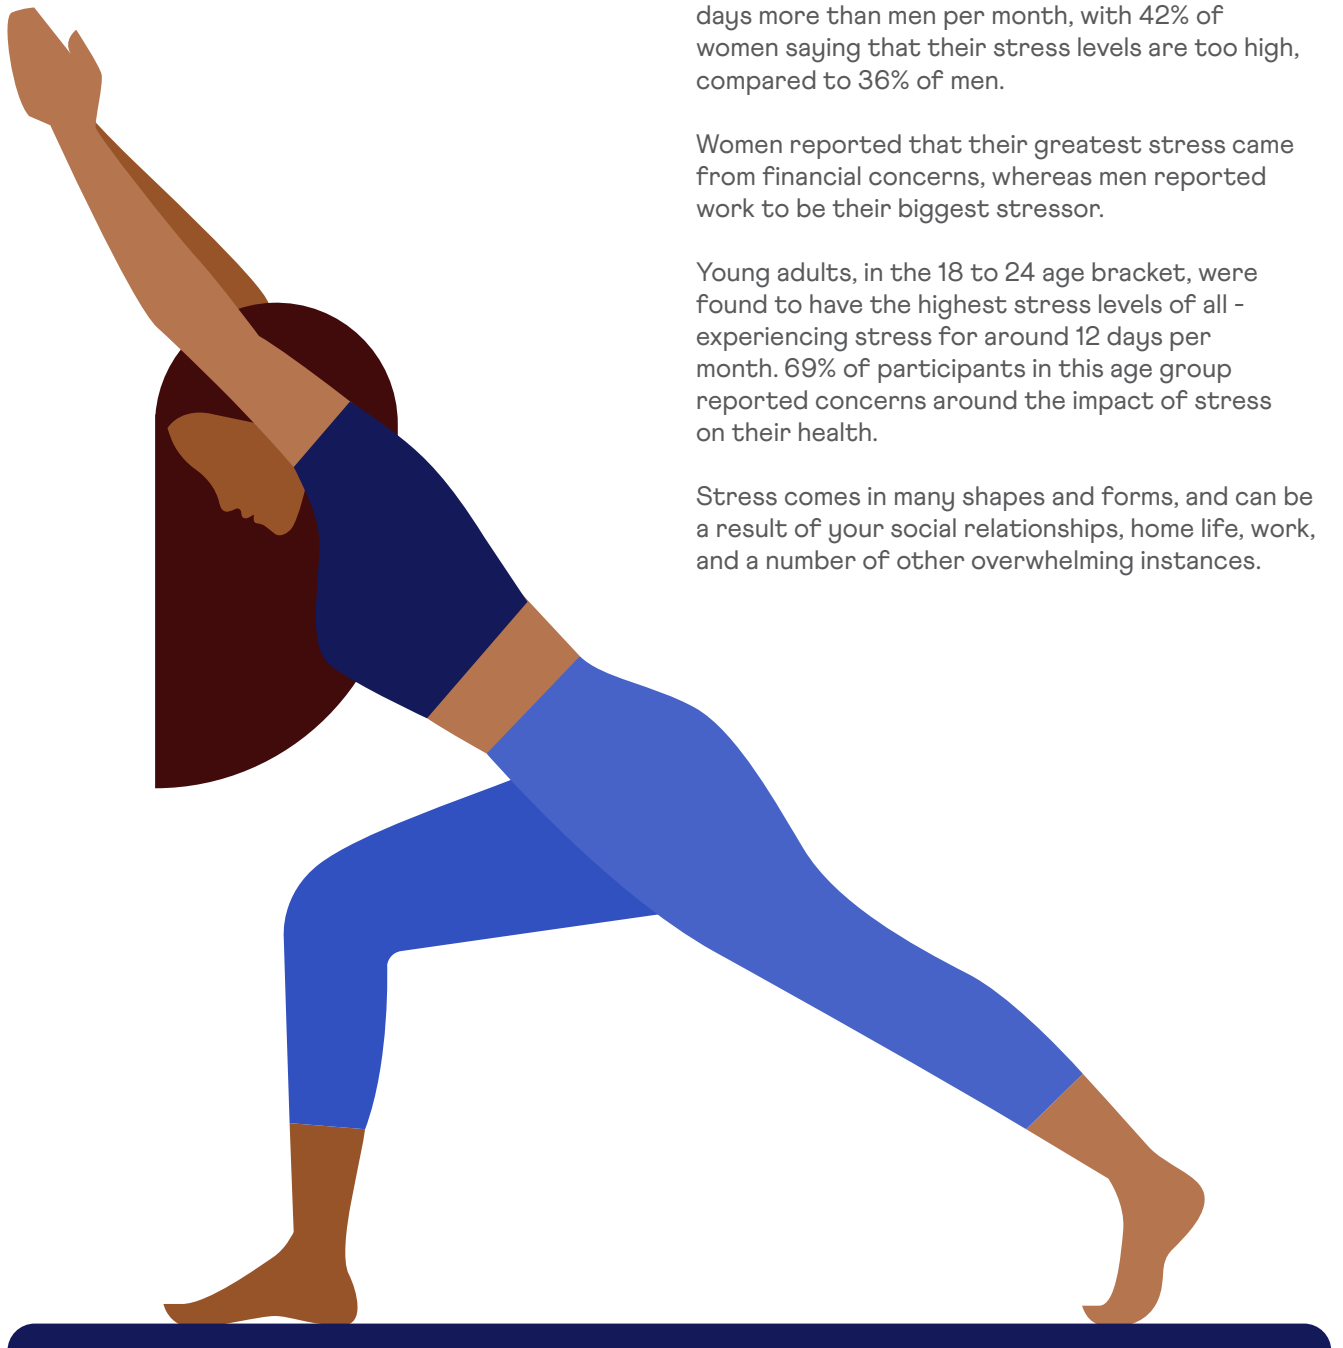 days more than men per month, with 42% of
women saying that their stress levels are too high,
compared to 36% of men.
Women reported that their greatest stress came
from financial concerns, whereas men reported
work to be their biggest stressor.
Young adults, in the 18 to 24 age bracket, were
found to have the highest stress levels of all -
experiencing stress for around 12 days per
month. 69% of participants in this age group
reported concerns around the impact of stress
on their health.
Stress comes in many shapes and forms, and can be
a result of your social relationships, home life, work,
and a number of other overwhelming instances.